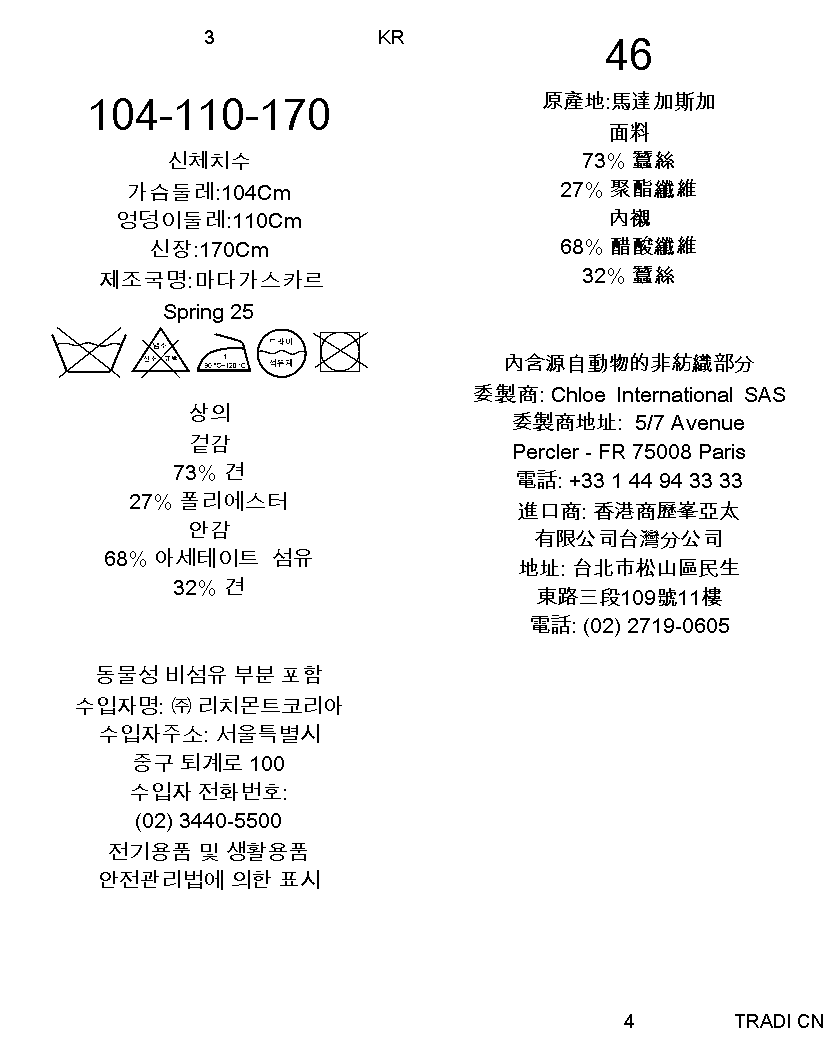 3
KR
104-110-170
신체치수
가슴둘레:104Cm
엉덩이둘레:110Cm
신장:170Cm
제조국명:마다가스카르
Spring 25
염소
산소 표백
1
80 °C~120 °C
드라이
석유계
상의
겉감
73% 견
27% 폴리에스터
안감
68% 아세테이트 섬유
32% 견
동물성 비섬유 부분 포함
수입자명: ㈜ 리치몬트코리아
수입자주소: 서울특별시
중구 퇴계로 100
수입자 전화번호:
(02) 3440-5500
전기용품 및 생활용품
안전관리법에 의한 표시
46
原產地:馬達加斯加
面料
73% 蠶絲
27% 聚酯纖維
內襯
68% 醋酸纖維
32% 蠶絲
內含源自動物的非紡織部分
委製商: Chloe International SAS
委製商地址: 5/7 Avenue
Percler - FR 75008 Paris
電話: +33 1 44 94 33 33
進口商: 香港商歷峯亞太
有限公司台灣分公司
地址: 台北市松山區民生
東路三段109號11樓
電話: (02) 2719-0605
4
TRADI CN